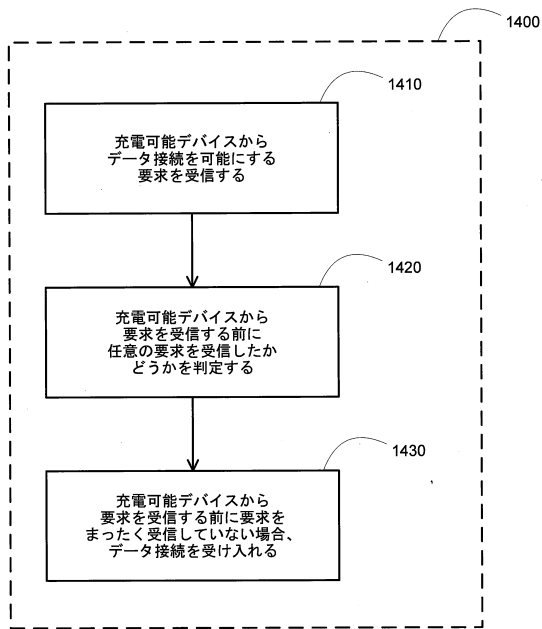 1400
1410
充電可能デバイスから
データ接続を可能にする
要求を受信する
1420
充電可能デバイスから
要求を受信する前に
任意の要求を受信したか
どうかを判定する
1430
充電可能デバイスから
要求を受信する前に要求を
まったく受信していない場合、
データ接続を受け入れる